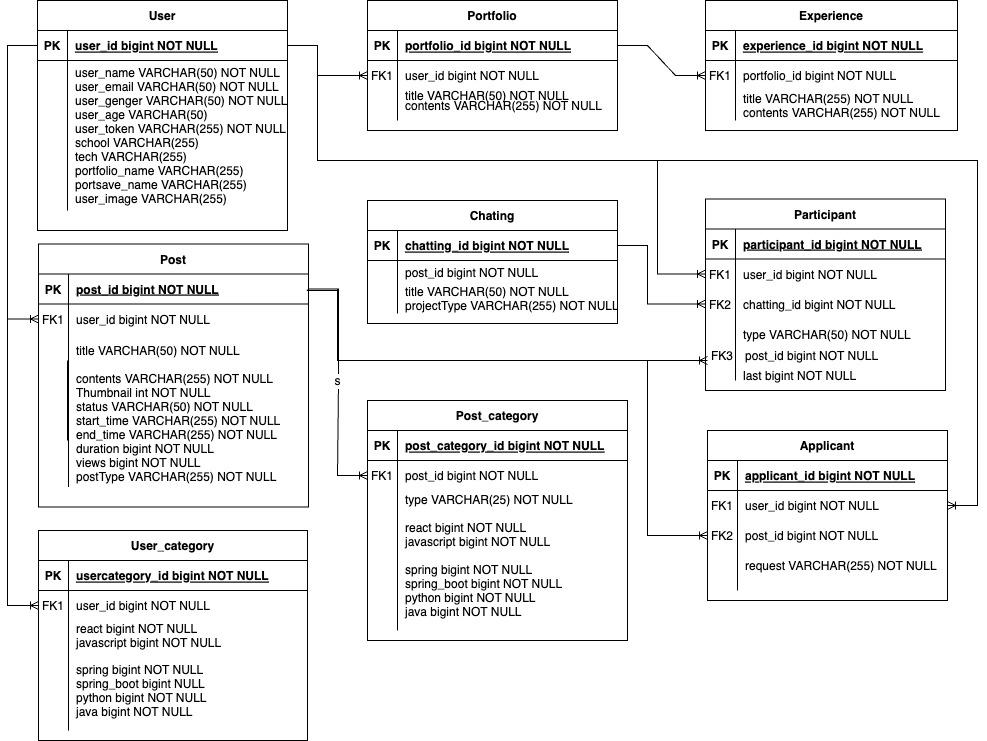 User
PK user_id bigint NOT NULL
user_name VARCHAR(50) NOT NULL
user_email VARCHAR(50) NOT NULL
user_genger VARCHAR(50) NOT NULL
user_age VARCHAR(50)
user_token VARCHAR(255) NOT NULL
school VARCHAR(255)
tech VARCHAR(255)
portfolio_name VARCHAR(255)
portsave_name VARCHAR(255)
user_image VARCHAR(255)
Portfolio
PK portfolio_id bigint NOT NULL
FK1 user_id bigint NOT NULL
title VARCHAR(50) NOT NULL
contents VARCHAR(255) NOT NULL
Experience
PK experience_id bigint NOT NULL
FK1 portfolio_id bigint NOT NULL
title VARCHAR(255) NOT NULL
contents VARCHAR(255) NOT NULL
Chating
PK chatting_id bigint NOT NULL
post_id bigint NOT NULL
title VARCHAR(50) NOT NULL
projectType VARCHAR(255) NOT NULL
Participant
PK participant_id bigint NOT NULL
FK1 user_id bigint NOT NULL
FK2 chatting_id bigint NOT NULL
type VARCHAR(50) NOT NULL
FK3 post_id bigint NOT NULL
last bigint NOT NULL
Post
PK post_id bigint NOT NULL
FK1 user_id bigint NOT NULL
title VARCHAR(50) NOT NULL
contents VARCHAR(255) NOT NULL
Thumbnail int NOT NULL
status VARCHAR(50) NOT NULL
start_time VARCHAR(255) NOT NULL
end_time VARCHAR(255) NOT NULL
duration bigint NOT NULL
views bigint NOT NULL
postType VARCHAR(255) NOT NULL
s
Post_category
PK post_category_id bigint NOT NULL
FK1 post_id bigint NOT NULL
type VARCHAR(25) NOT NULL
react bigint NOT NULL
javascript bigint NOT NULL
spring bigint NOT NULL
spring_boot bigint NOT NULL
python bigint NOT NULL
java bigint NOT NULL
Applicant
PK applicant_id bigint NOT NULL
FK1 user_id bigint NOT NULL
FK2 post_id bigint NOT NULL
request VARCHAR(255) NOT NULL
User_category
PK usercategory_id bigint NOT NULL
FK1 user_id bigint NOT NULL
react bigint NOT NULL
javascript bigint NOT NULL
spring bigint NOT NULL
spring_boot bigint NULL
python bigint NOT NULL
java bigint NOT NULL